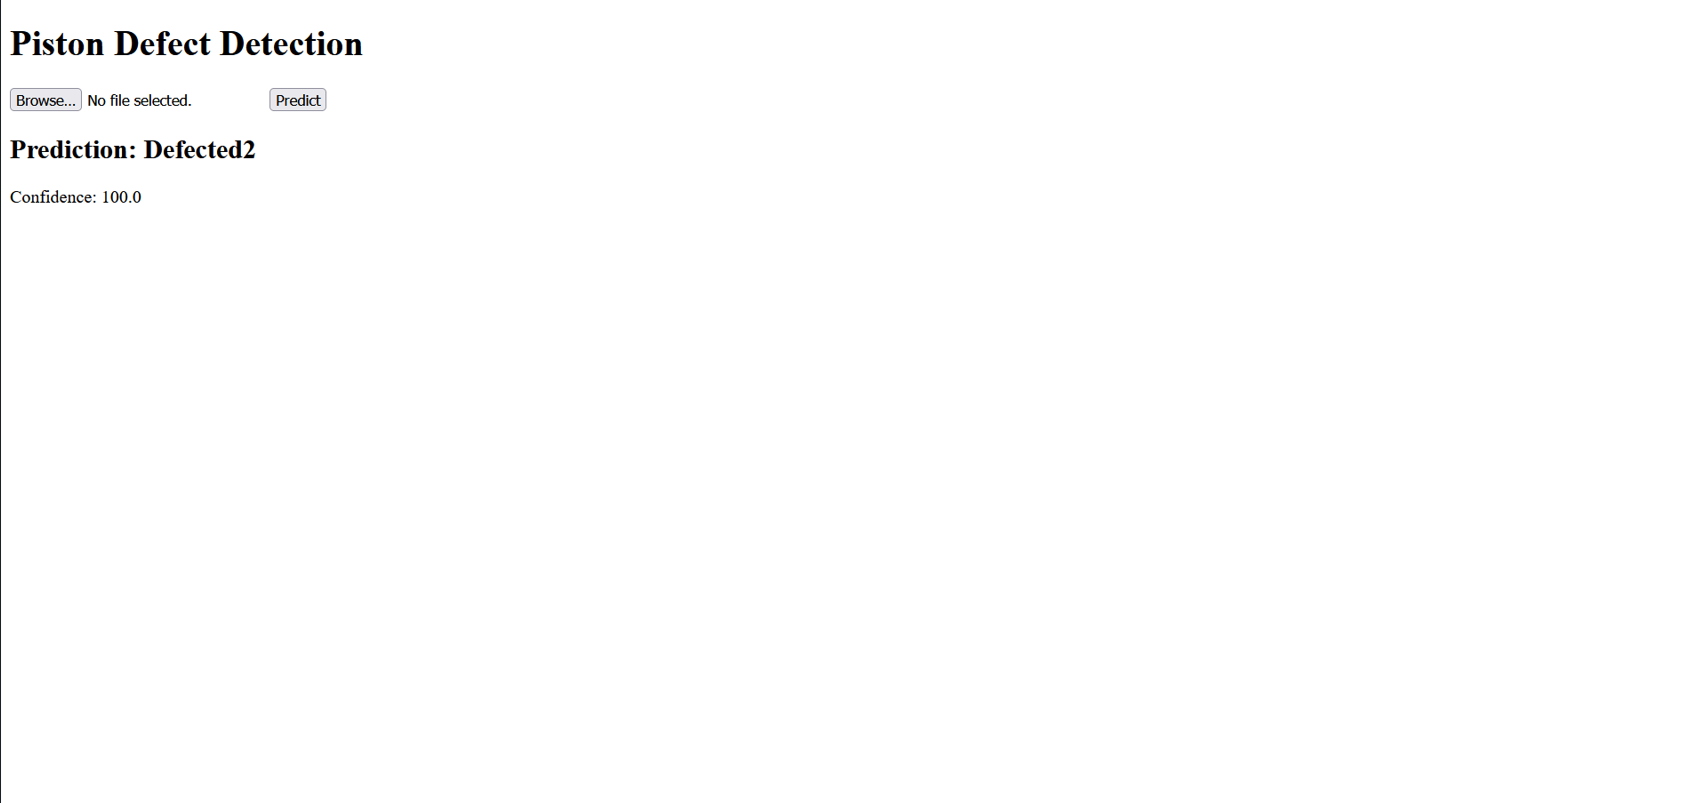 Piston Defect Detection
Browse... No file selected. Predict
Prediction: Defected2
Confidence: 100.0